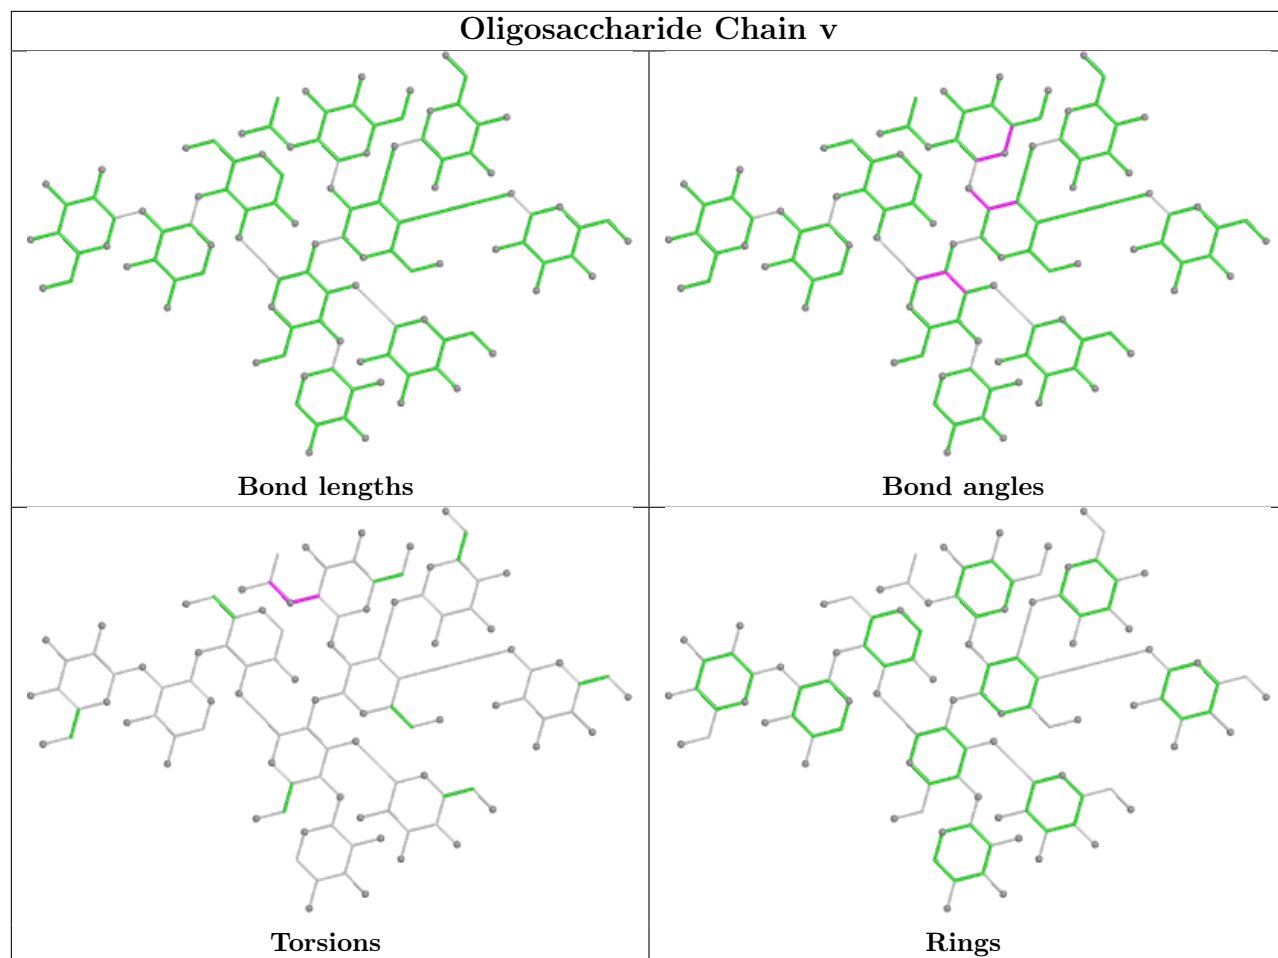 Oligosaccharide Chain v
Bond lengths
Bond angles
Torsions
Rings